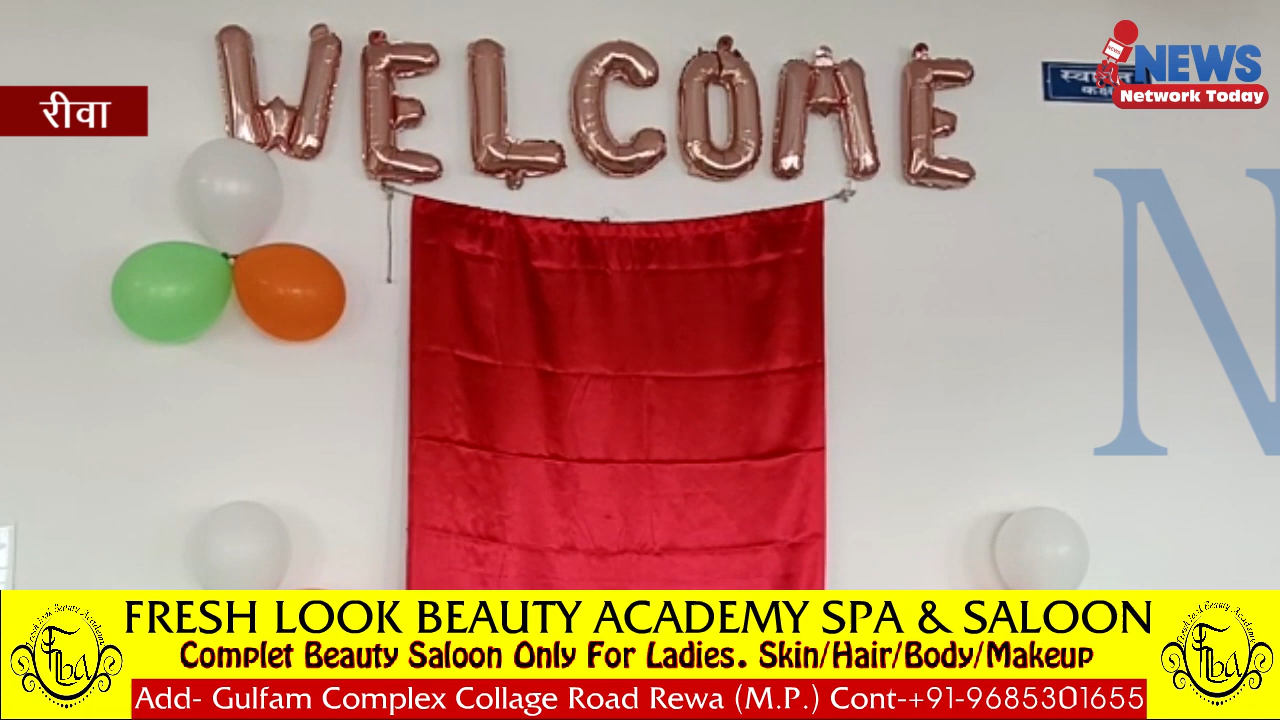 WELCOME
रीवा
NEWS
Network Today
N
FRESH LOOK BEAUTY ACADEMY SPA & SALOON
Complet Beauty Saloon Only For Ladies. Skin/Hair/Body/Makeup
Add- Gulfam Complex Collage Road Rewa (M.P.) Cont-+91-9685301655
Flba